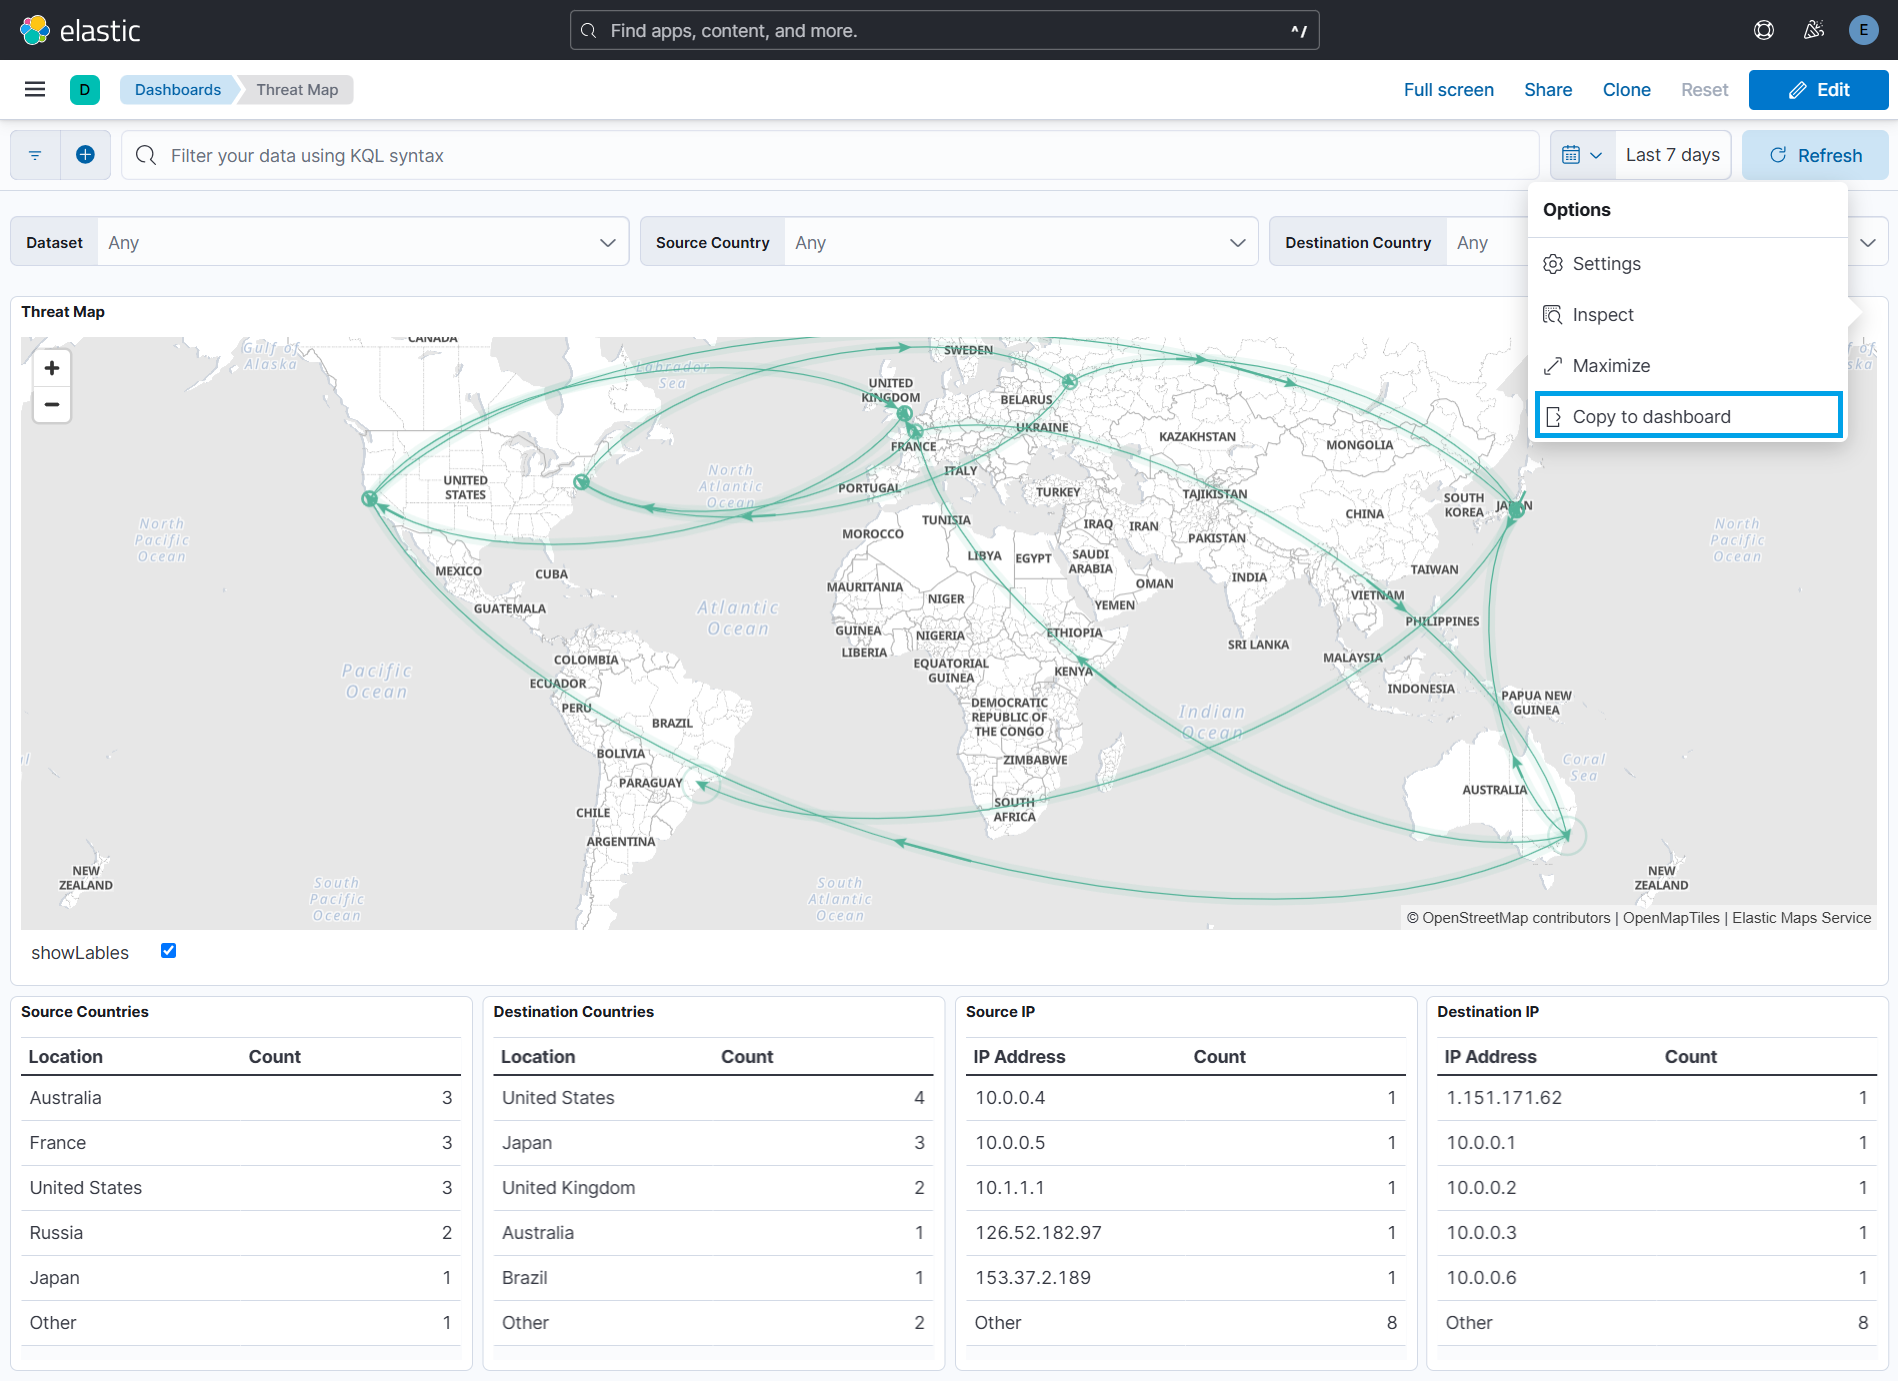 elastic
Find apps, content, and more.
^/
E
D
Dashboards
Threat Map
Full screen
Share
Clone
Reset
Edit
Filter your data using KQL syntax
Last 7 days
Refresh
Options
Settings
Inspect
Maximize
Copy to dashboard
Dataset
Any
Source Country
Any
Destination Country
Any
Threat Map
+
−
CANADA
Gulf of
Alaska
Labrador
Sea
SWEDEN
UNITED
KINGDOM
BELARUS
UKRAINE
FRANCE
KAZAKHSTAN
MONGOLIA
ITALY
UNITED
STATES
North
Atlantic
Ocean
PORTUGAL
TURKEY
TAJIKISTAN
SOUTH
KOREA
JAPAN
CHINA
North
Pacific
Ocean
North
Pacific
Ocean
TUNISIA
MOROCCO
IRAQ
IRAN
PAKISTAN
LIBYA
EGYPT
SAUDI
ARABIA
MEXICO
CUBA
TAIWAN
OMAN
INDIA
MAURITANIA
NIGER
YEMEN
VIETNAM
GUATEMALA
Atlantic
Ocean
PHILIPPINES
GUINEA
NIGERIA
ETHIOPIA
LIBERIA
SRI LANKA
COLOMBIA
EQUATORIAL
GUINEA
KENYA
MALAYSIA
Pacific
Ocean
ECUADOR
INDONESIA
PAPUA NEW
GUINEA
PERU
DEMOCRATIC
REPUBLIC OF
THE CONGO
BRAZIL
Indian
Ocean
BOLIVIA
ZIMBABWE
Coral
Sea
PARAGUAY
AUSTRALIA
CHILE
SOUTH
AFRICA
ARGENTINA
NEW
ZEALAND
South
Pacific
Ocean
South
Atlantic
Ocean
NEW
ZEALAND
© OpenStreetMap contributors | OpenMapTiles | Elastic Maps Service
showLables
Source Countries
Location Count
Australia 3
France 3
United States 3
Russia 2
Japan 1
Other 1
Destination Countries
Location Count
United States 4
Japan 3
United Kingdom 2
Australia 1
Brazil 1
Other 2
Source IP
IP Address Count
10.0.0.4 1
10.0.0.5 1
10.1.1.1 1
126.52.182.97 1
153.37.2.189 1
Other 8
Destination IP
IP Address Count
1.151.171.62 1
10.0.0.1 1
10.0.0.2 1
10.0.0.3 1
10.0.0.6 1
Other 8